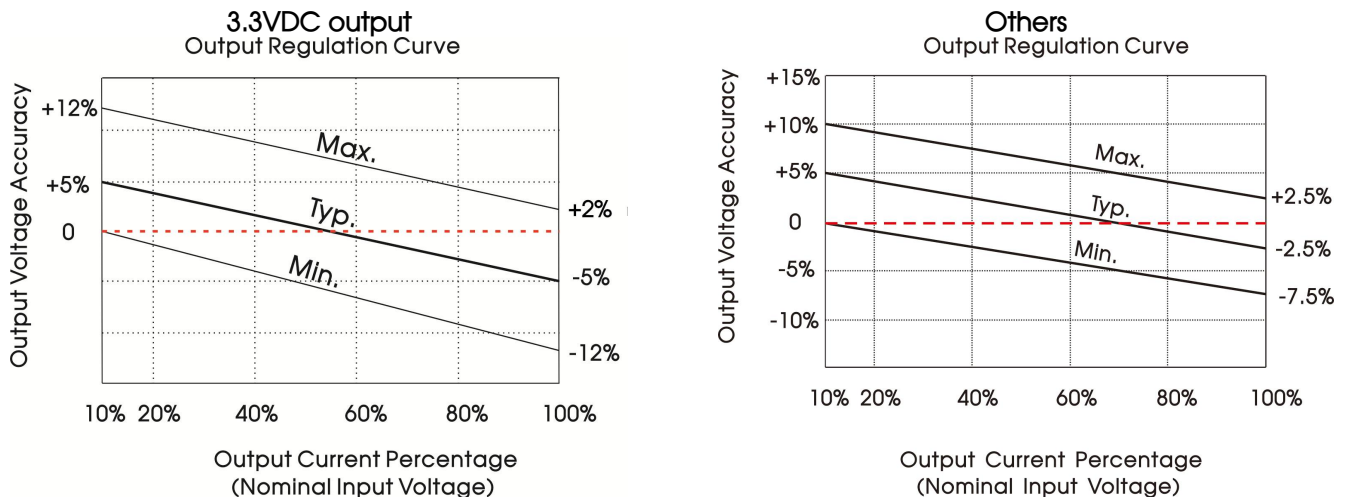 3.3VDC output
Output Regulation Curve
Output Voltage Accuracy
+12%
+5%
0
Max.
Typ.
Min.
+2%
-5%
-12%
10% 20% 40% 60% 80% 100%
Output Current Percentage
(Nominal Input Voltage)
Others
Output Regulation Curve
Output Voltage Accuracy
+15%
+10%
+5%
0
-5%
-10%
Max.
Typ.
Min.
+2.5%
-2.5%
-7.5%
10% 20% 40% 60% 80% 100%
Output Current Percentage
(Nominal Input Voltage)